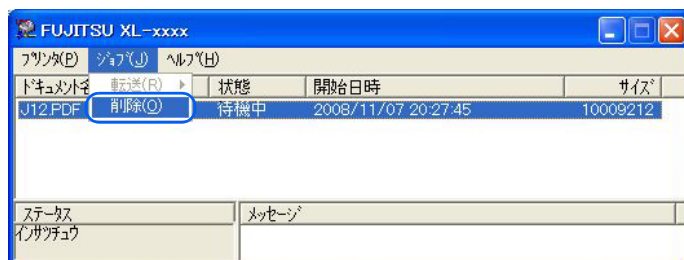 FUJITSU XL-xxxx
プリンタ(P) ジョブ(J) ヘルプ(H)
ドキュメント名 転送(R) 状態 開始日時 サイズ
J12.PDF 削除(O) 待機中 2008/11/07 20:27:45 10009212
ステータス メッセージ
インサツチュウ